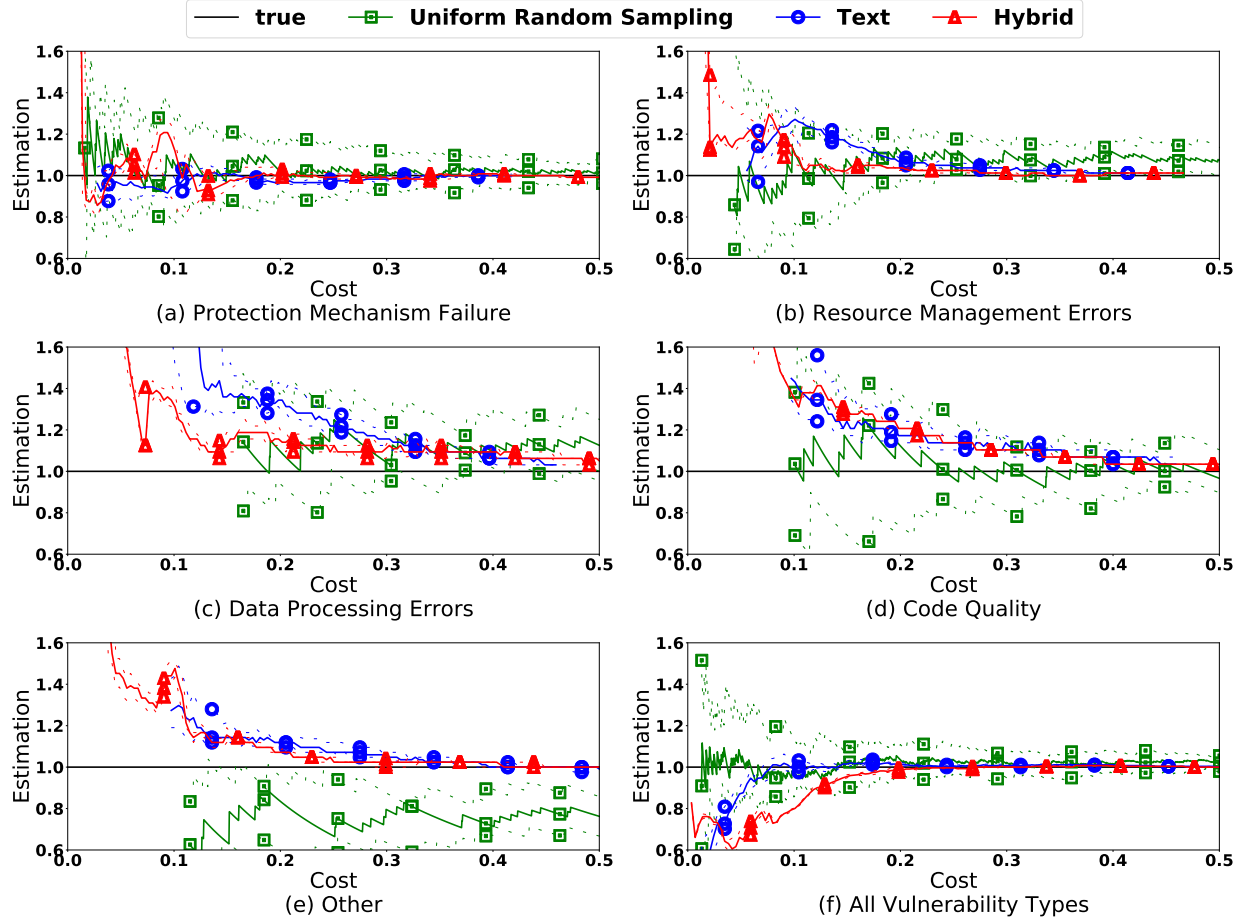 true Uniform Random Sampling Text Hybrid
1.6 1.6
1.4 1.4
1.2 1.2
1.0 1.0
0.8 0.8
0.6 0.6
Estimation Estimation
0.0 0.1 0.2 0.3 0.4 0.5 0.0 0.1 0.2 0.3 0.4 0.5
Cost Cost
(a) Protection Mechanism Failure (b) Resource Management Errors
1.6 1.6
1.4 1.4
1.2 1.2
1.0 1.0
0.8 0.8
0.6 0.6
Estimation Estimation
0.0 0.1 0.2 0.3 0.4 0.5 0.0 0.1 0.2 0.3 0.4 0.5
Cost Cost
(c) Data Processing Errors (d) Code Quality
1.6 1.6
1.4 1.4
1.2 1.2
1.0 1.0
0.8 0.8
0.6 0.6
Estimation Estimation
0.0 0.1 0.2 0.3 0.4 0.5 0.0 0.1 0.2 0.3 0.4 0.5
Cost Cost
(e) Other (f) All Vulnerability Types